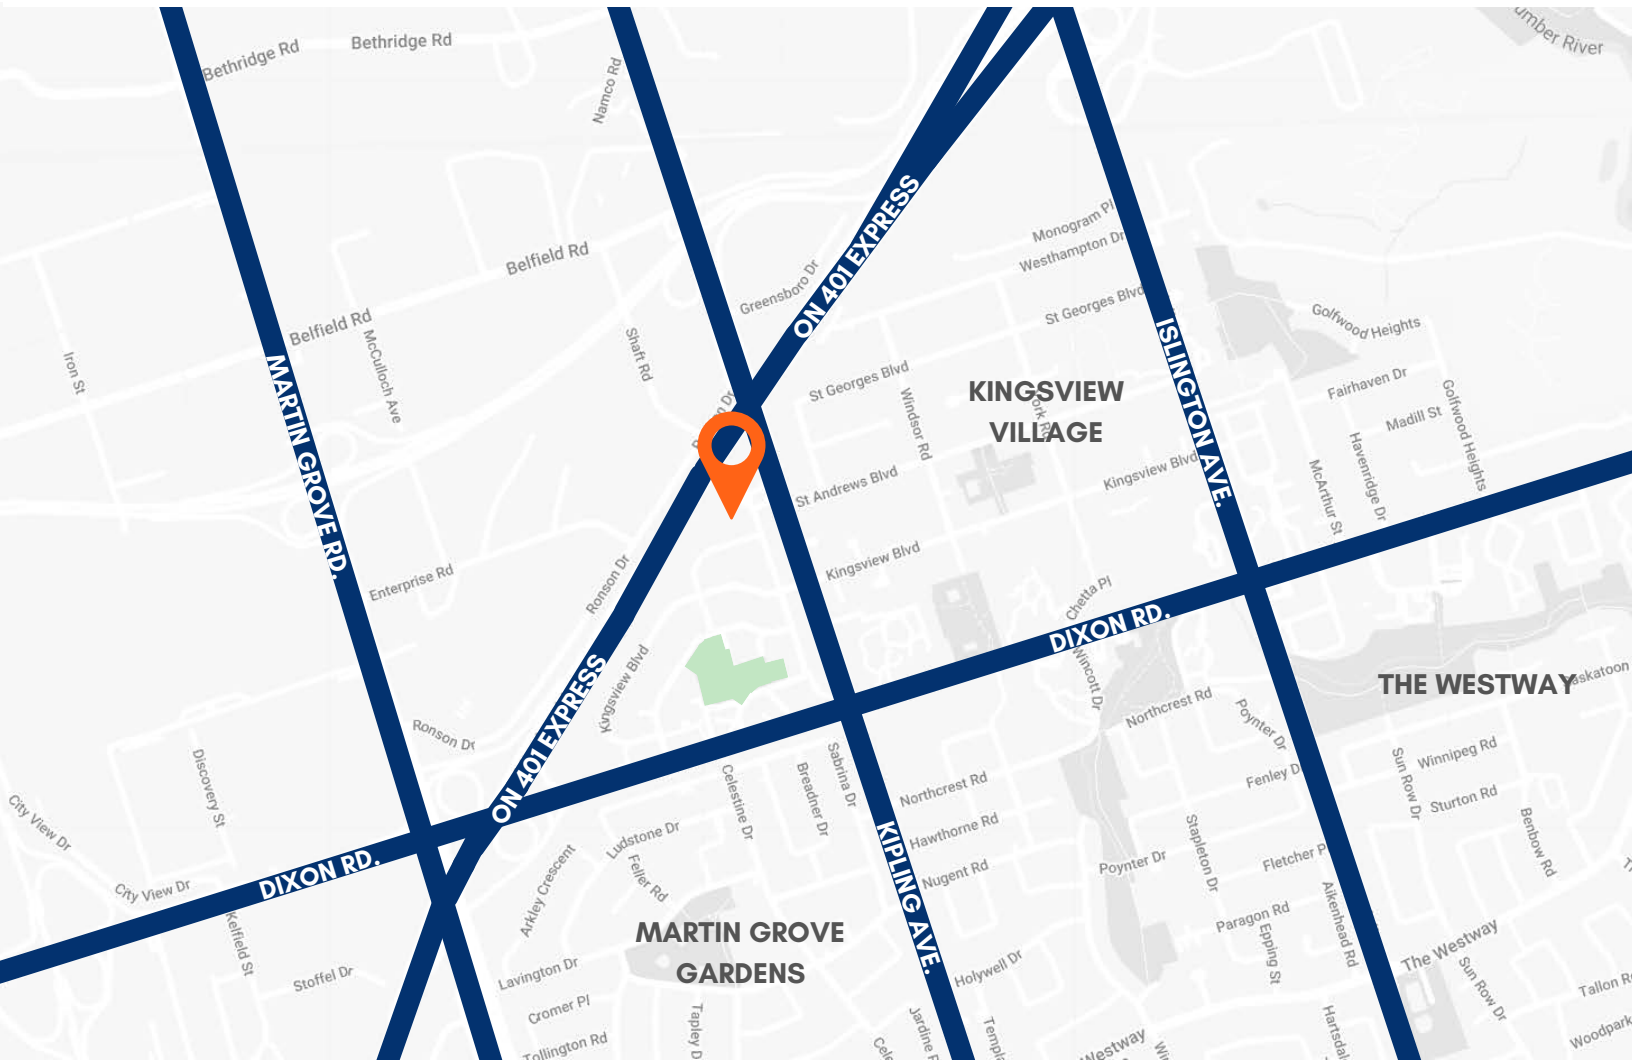 Bethridge Rd
Bethridge Rd
Namco Rd
Belfield Rd
Belfield Rd
Greensboro Dr
ON 401 EXPRESS
Monogram Pl
Westhampton Dr
St Georges Blvd
Golfwood Heights
Iron St
McCulloch Ave
Shaft Rd
MARTIN GROVE RD.
St Georges Blvd
Windsor Rd
KINGSVIEW
VILLAGE
ISLINGTON AVE.
Fairhaven Dr
Madill St
Golfwood Heights
Havenridge Dr
McArthur St
St Andrews Blvd
Kingsview Blvd
Kingsview Blvd
Enterprise Rd
Ronson Dr
Chetta Pl
DIXON RD.
Wincott Dr
Kingsview Blvd
ON 401 EXPRESS
THE WESTWAY
Northcrest Rd
Poynter Dr
Ronson Dr
Discovery St
City View Dr
Celestine Dr
Breadner Dr
Sabrina Dr
Northcrest Rd
Hawthorne Rd
Nugent Rd
KIPLING AVE.
Fenley D
Sun Row Dr
Winnipeg Rd
Sturton Rd
Benbow Rd
Ludstone Dr
Feller Rd
Arkley Crescent
DIXON RD.
City View Dr
Kelfield St
Stoffel Dr
Poynter Dr
Stapleton Dr
Fletcher P
Paragon Rd
Epping St
Aikenhead Rd
The Westway
Sun Row Dr
MARTIN GROVE
GARDENS
Lavington Dr
Cromer Pl
Tollington Rd
Tapley D
Holywell Dr
Tallon R
Woodpark
Westway